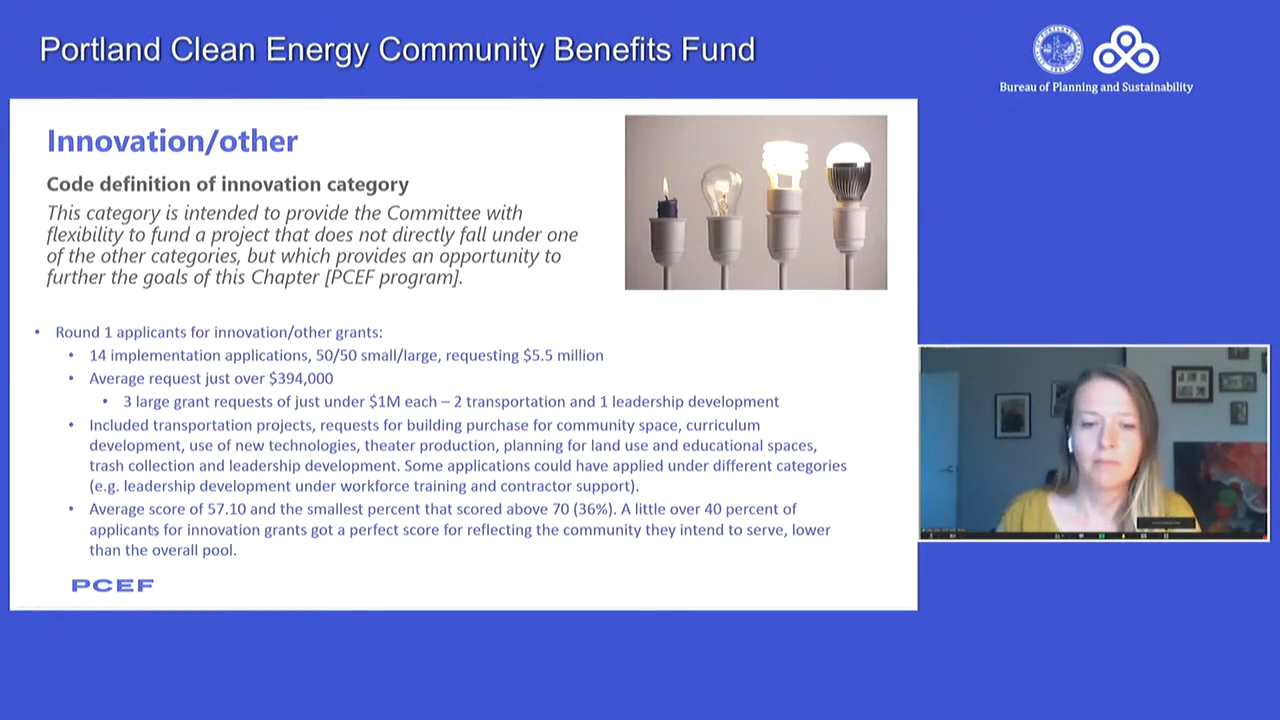 Portland Clean Energy Community Benefits Fund
Bureau of Planning and Sustainability
Innovation/other
Code definition of innovation category
This category is intended to provide the Committee with
flexibility to fund a project that does not directly fall under one
of the other categories, but which provides an opportunity to
further the goals of this Chapter [PCEF program].
• Round 1 applicants for innovation/other grants:
• 14 implementation applications, 50/50 small/large, requesting $5.5 million
• Average request just over $394,000
• 3 large grant requests of just under $1M each – 2 transportation and 1 leadership development
• Included transportation projects, requests for building purchase for community space, curriculum
development, use of new technologies, theater production, planning for land use and educational spaces,
trash collection and leadership development. Some applications could have applied under different categories
(e.g. leadership development under workforce training and contractor support).
• Average score of 57.10 and the smallest percent that scored above 70 (36%). A little over 40 percent of
applicants for innovation grants got a perfect score for reflecting the community they intend to serve, lower
than the overall pool.
PCEF